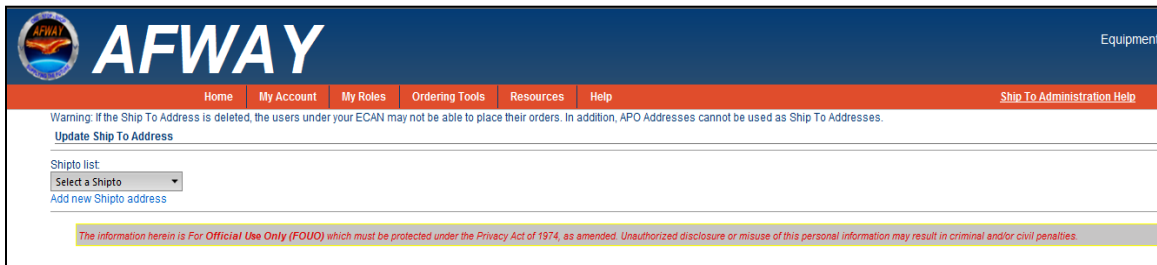 AFWAY
AFWAY
Equipment
Home My Account My Roles Ordering Tools Resources Help Ship To Administration Help
Warning: If the Ship To Address is deleted, the users under your ECAN may not be able to place their orders. In addition, APO Addresses cannot be used as Ship To Addresses.
Update Ship To Address
Shipto list:
Select a Shipto
Add new Shipto address
The information herein is For Official Use Only (FOUO) which must be protected under the Privacy Act of 1974, as amended. Unauthorized disclosure or misuse of this personal information may result in criminal and/or civil penalties.